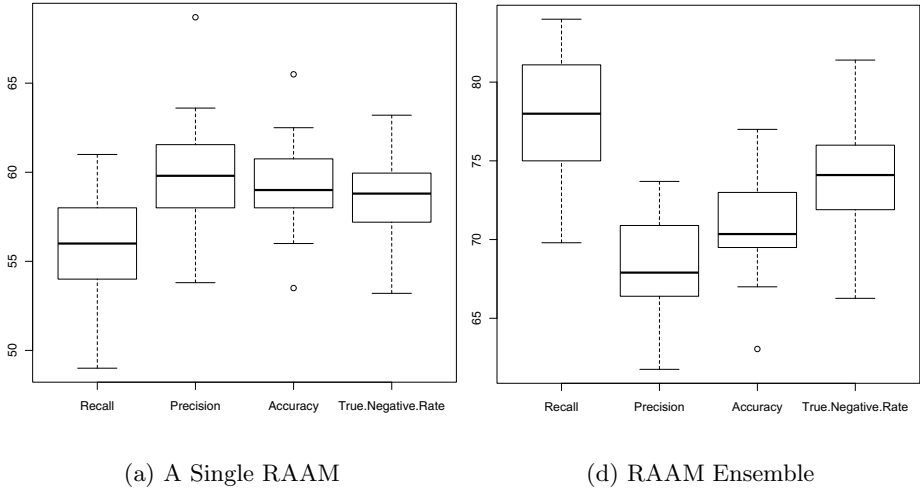 65
60
55
50
Recall Precision Accuracy True.Negative.Rate
(a) A Single RAAM
80
75
70
65
Recall Precision Accuracy True.Negative.Rate
(d) RAAM Ensemble